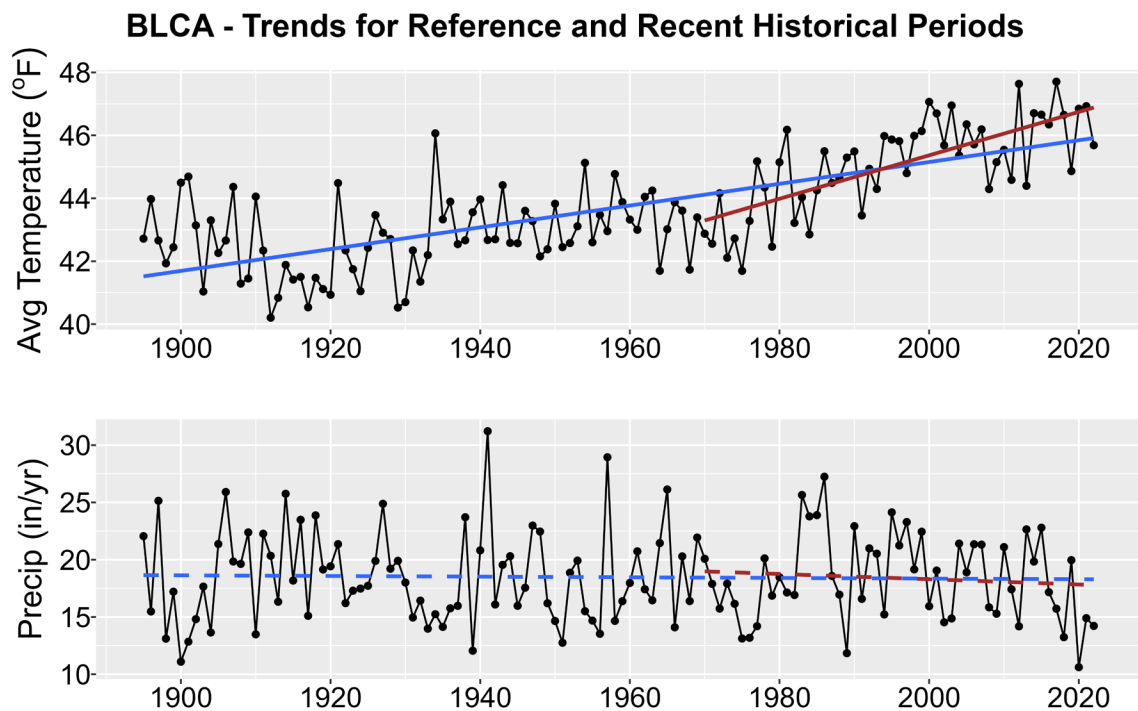 BLCA - Trends for Reference and Recent Historical Periods
Avg Temperature (°F)
48
46
44
42
40
1900 1920 1940 1960 1980 2000 2020
Precip (in/yr)
30
25
20
15
10
1900 1920 1940 1960 1980 2000 2020